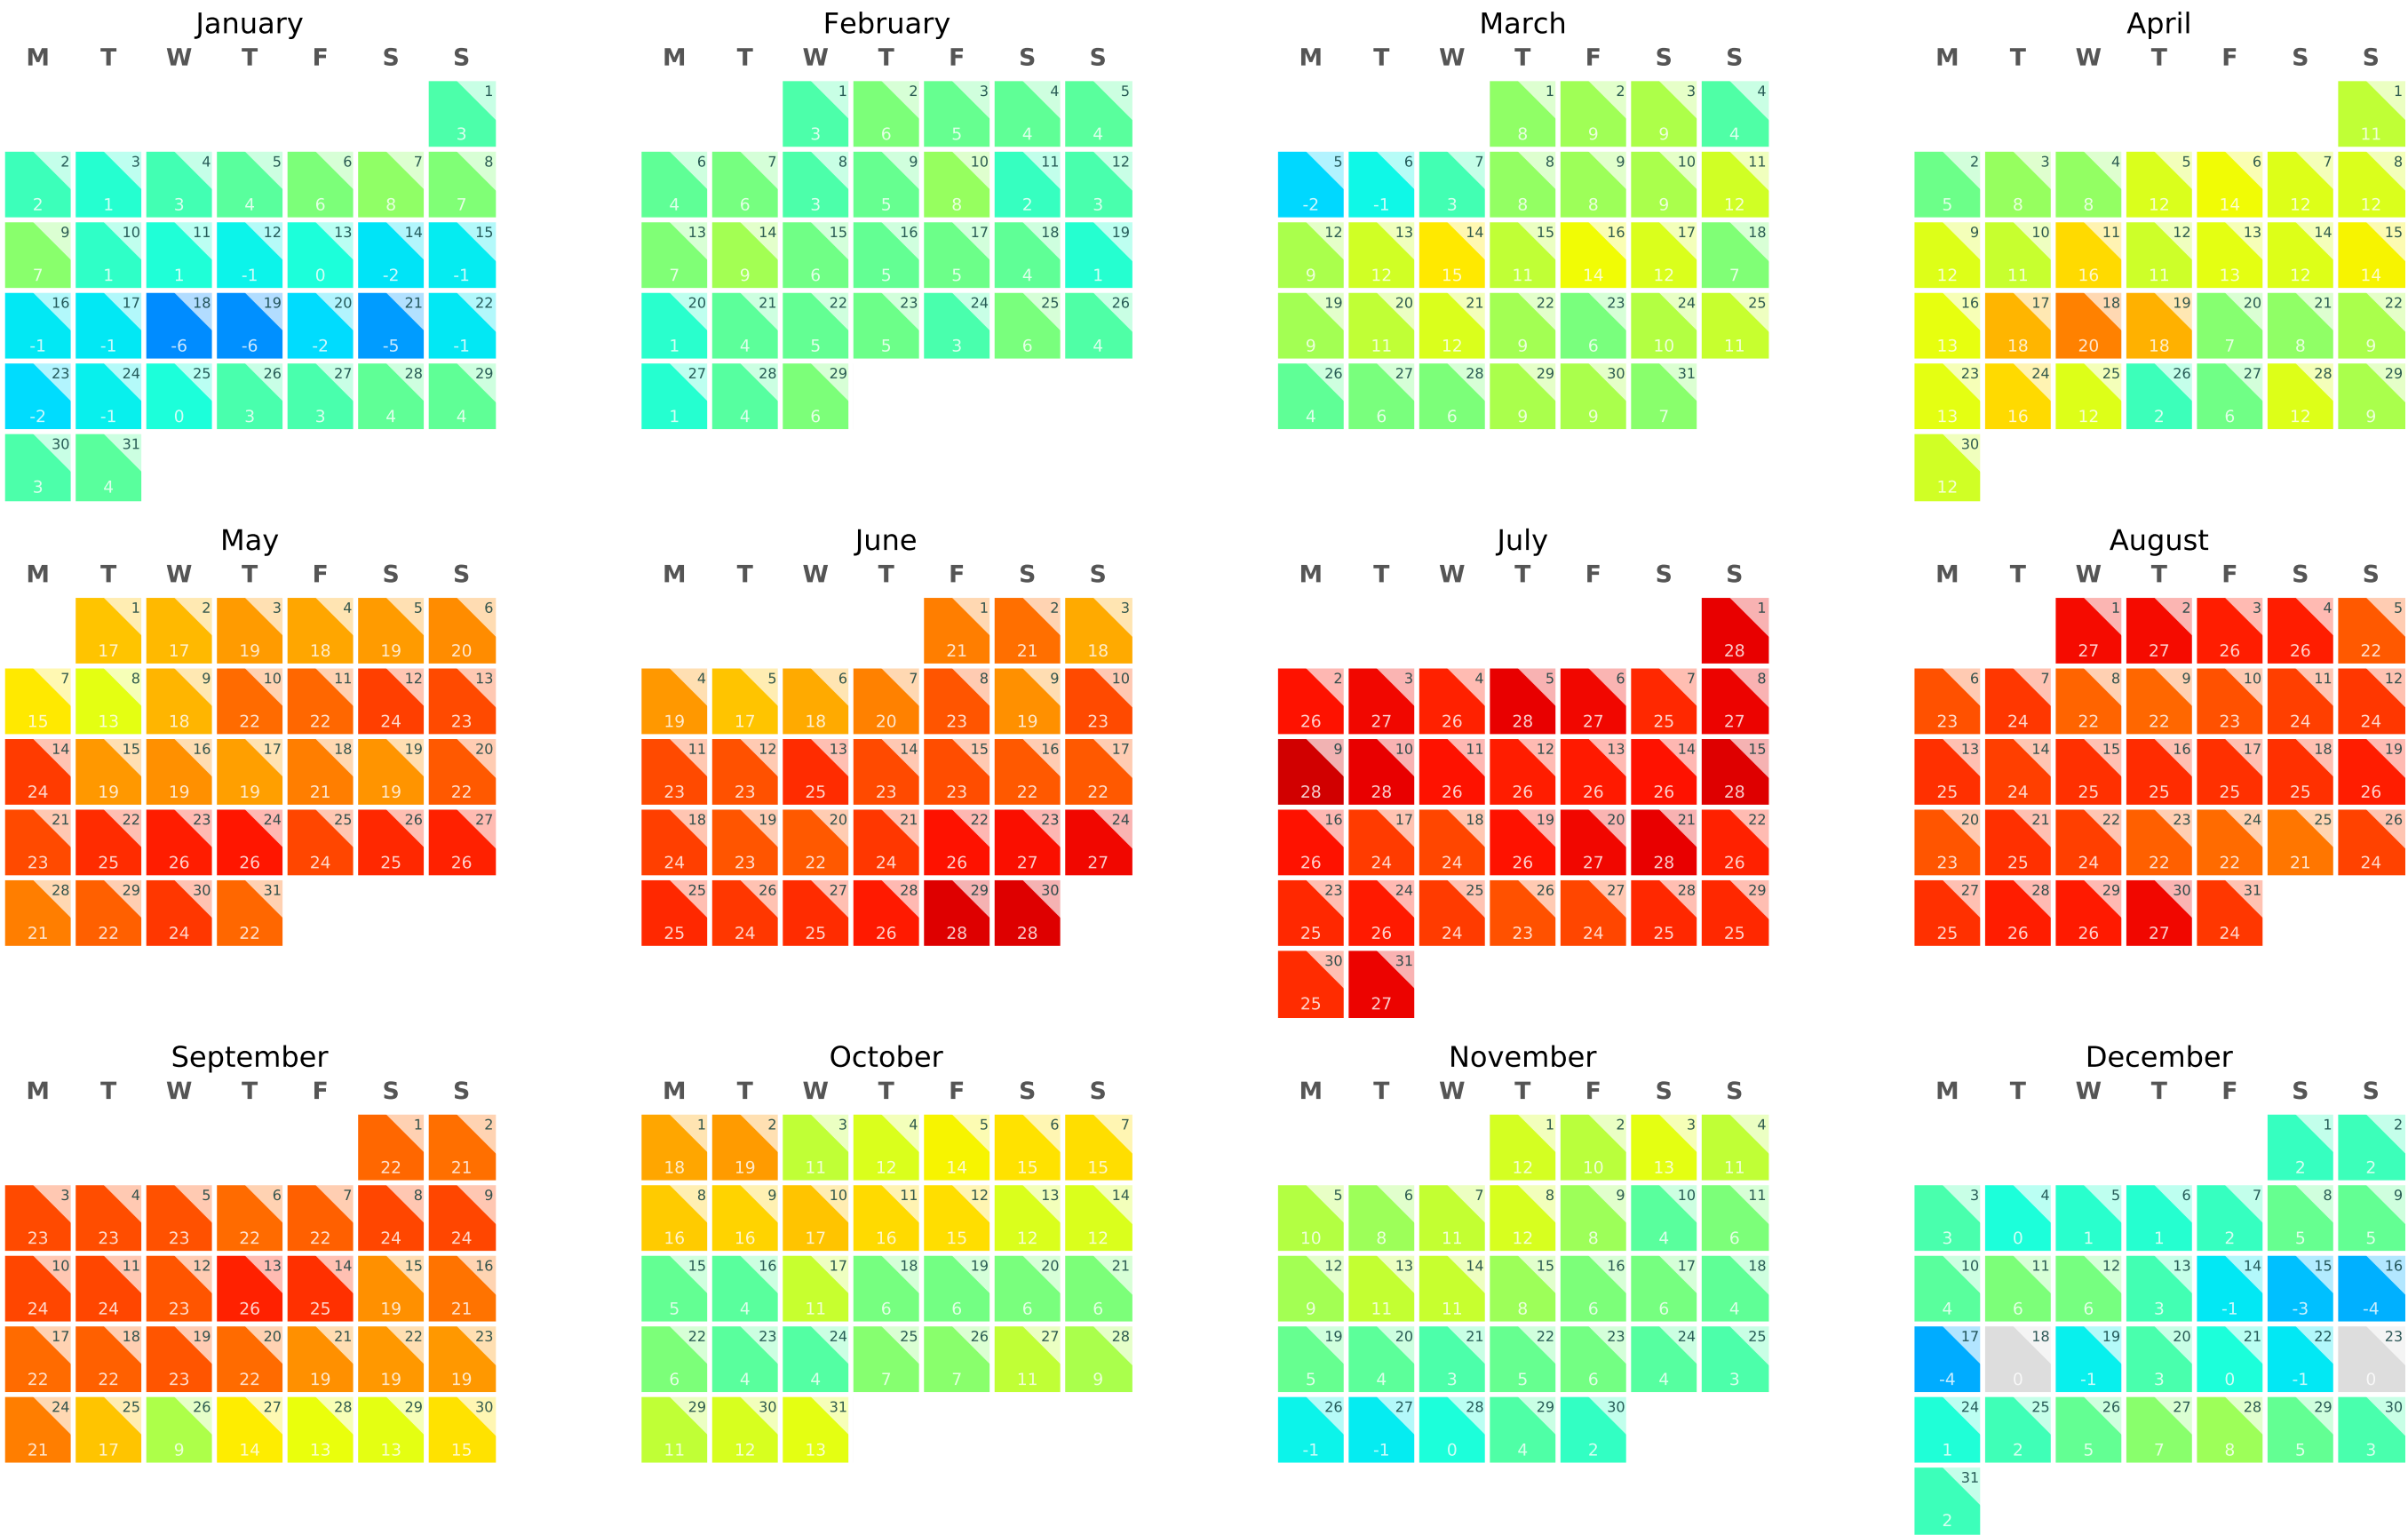 January February March April
M T W T F S S M T W T F S S M T W T F S S M T W T F S S
1 1 2 3 4 5 1 2 3 4 1
3 3 6 5 4 4 8 9 9 4 11
2 3 4 5 6 7 8 6 7 8 9 10 11 12 5 6 7 8 9 10 11 2 3 4 5 6 7 8
2 1 3 4 6 8 7 4 6 3 5 8 2 3 -2 -1 3 8 8 9 12 5 8 8 12 14 12 12
9 10 11 12 13 14 15 13 14 15 16 17 18 19 12 13 14 15 16 17 18 9 10 11 12 13 14 15
7 1 1 -1 0 -2 -1 7 9 6 5 5 4 1 9 12 15 11 14 12 7 12 11 16 11 13 12 14
16 17 18 19 20 21 22 20 21 22 23 24 25 26 19 20 21 22 23 24 25 16 17 18 19 20 21 22
-1 -1 -6 -6 -2 -5 -1 1 4 5 5 3 6 4 9 11 12 9 6 10 11 13 18 20 18 7 8 9
23 24 25 26 27 28 29 27 28 29 26 27 28 29 30 31 23 24 25 26 27 28 29
-2 -1 0 3 3 4 4 1 4 6 4 6 6 9 9 7 13 16 12 2 6 12 9
30 31 30
3 4 12
May June July August
M T W T F S S M T W T F S S M T W T F S S M T W T F S S
1 2 3 4 5 6 1 2 3 1 1 2 3 4 5
17 17 19 18 19 20 21 21 18 28 27 27 26 26 22
7 8 9 10 11 12 13 4 5 6 7 8 9 10 2 3 4 5 6 7 8 6 7 8 9 10 11 12
15 13 18 22 22 24 23 19 17 18 20 23 19 23 26 27 26 28 27 25 27 23 24 22 22 23 24 24
14 15 16 17 18 19 20 11 12 13 14 15 16 17 9 10 11 12 13 14 15 13 14 15 16 17 18 19
24 19 19 19 21 19 22 23 23 25 23 23 22 22 28 28 26 26 26 26 28 25 24 25 25 25 25 26
21 22 23 24 25 26 27 18 19 20 21 22 23 24 16 17 18 19 20 21 22 20 21 22 23 24 25 26
23 25 26 26 24 25 26 24 23 22 24 26 27 27 26 24 24 26 27 28 26 23 25 24 22 22 21 24
28 29 30 31 25 26 27 28 29 30 23 24 25 26 27 28 29 27 28 29 30 31
21 22 24 22 25 24 25 26 28 28 25 26 24 23 24 25 25 25 26 26 27 24
30 31
25 27
September October November December
M T W T F S S M T W T F S S M T W T F S S M T W T F S S
1 2 1 2 3 4 5 6 7 1 2 3 4 1 2
22 21 18 19 11 12 14 15 15 12 10 13 11 2 2
3 4 5 6 7 8 9 8 9 10 11 12 13 14 5 6 7 8 9 10 11 3 4 5 6 7 8 9
23 23 23 22 22 24 24 16 16 17 16 15 12 12 10 8 11 12 8 4 6 3 0 1 1 2 5 5
10 11 12 13 14 15 16 15 16 17 18 19 20 21 12 13 14 15 16 17 18 10 11 12 13 14 15 16
24 24 23 26 25 19 21 5 4 11 6 6 6 6 9 11 11 8 6 6 4 4 6 6 3 -1 -3 -4
17 18 19 20 21 22 23 22 23 24 25 26 27 28 19 20 21 22 23 24 25 17 18 19 20 21 22 23
22 22 23 22 19 19 19 6 4 4 7 7 11 9 5 4 3 5 6 4 3 -4 0 -1 3 0 -1 0
24 25 26 27 28 29 30 29 30 31 26 27 28 29 30 24 25 26 27 28 29 30
21 17 9 14 13 13 15 11 12 13 -1 -1 0 4 2 1 2 5 7 8 5 3
31
2